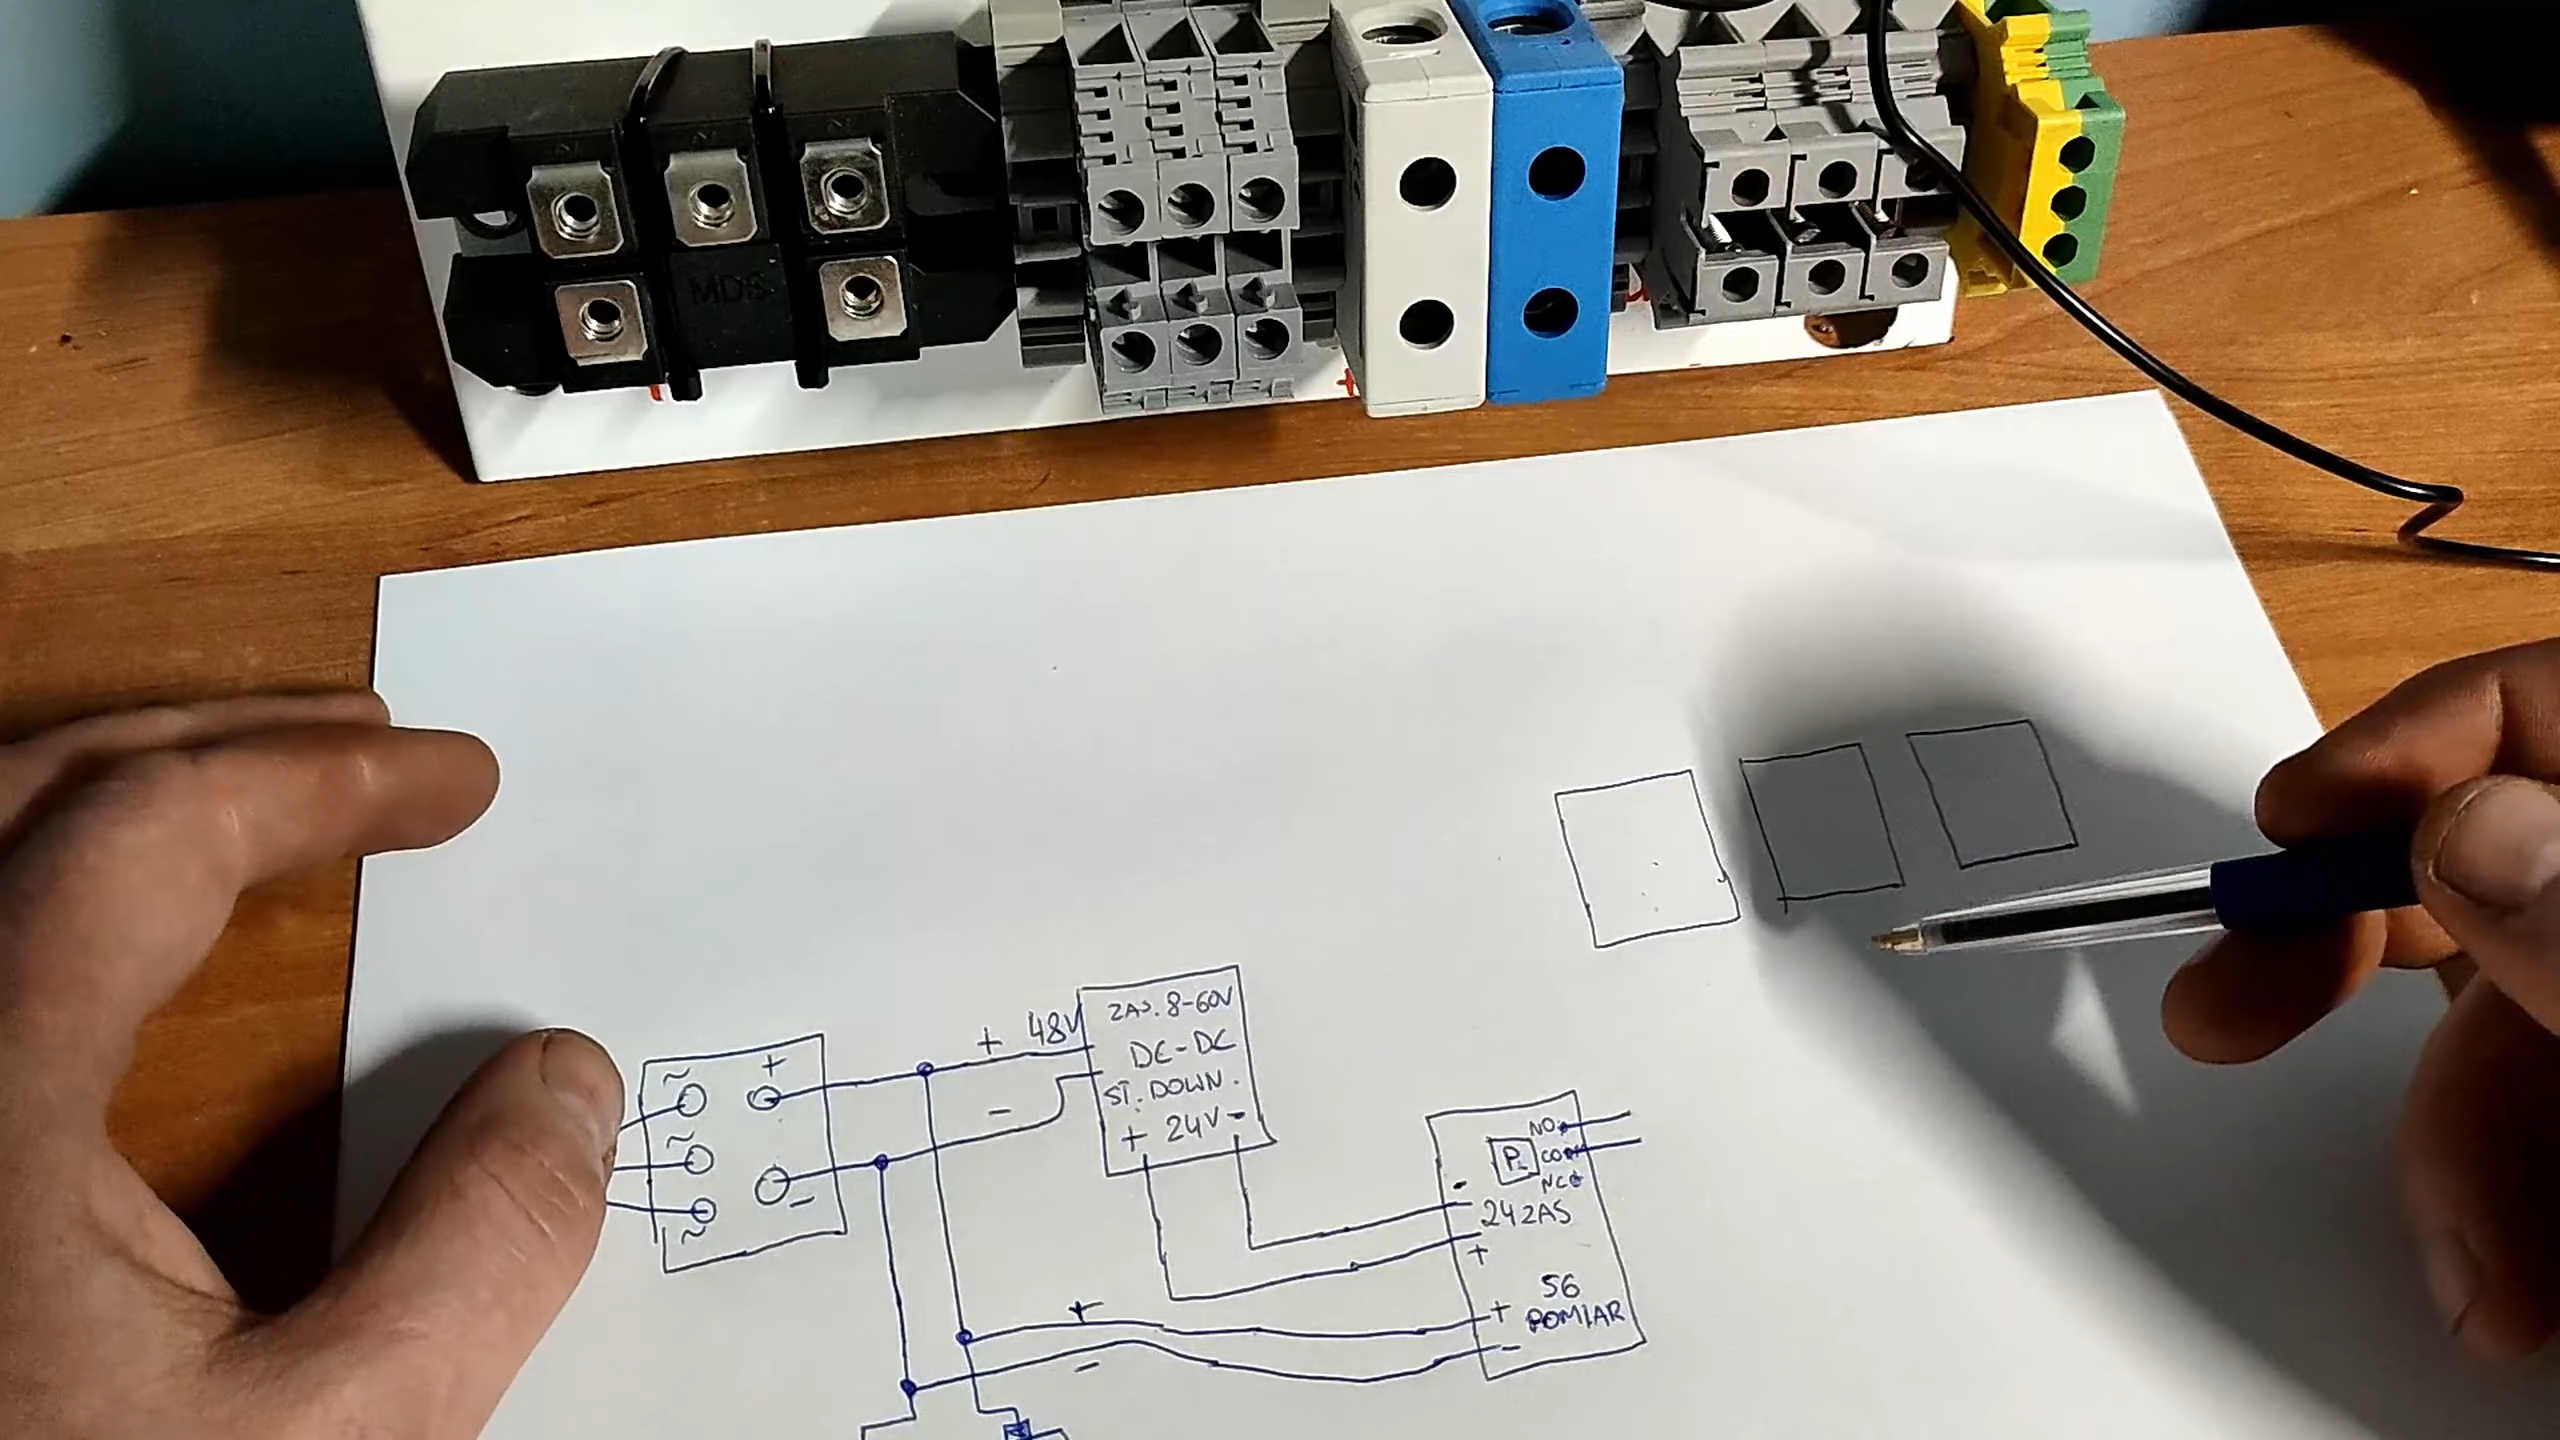 MDS
+
+ 48V
ZAS. 8-60V
DC-DC
ST. DOWN.
+ 24V -
~ +
~
~ -
-
NO
P. COM
NC
-
24 ZAS
+
56
+ POMIAR
-
+
-